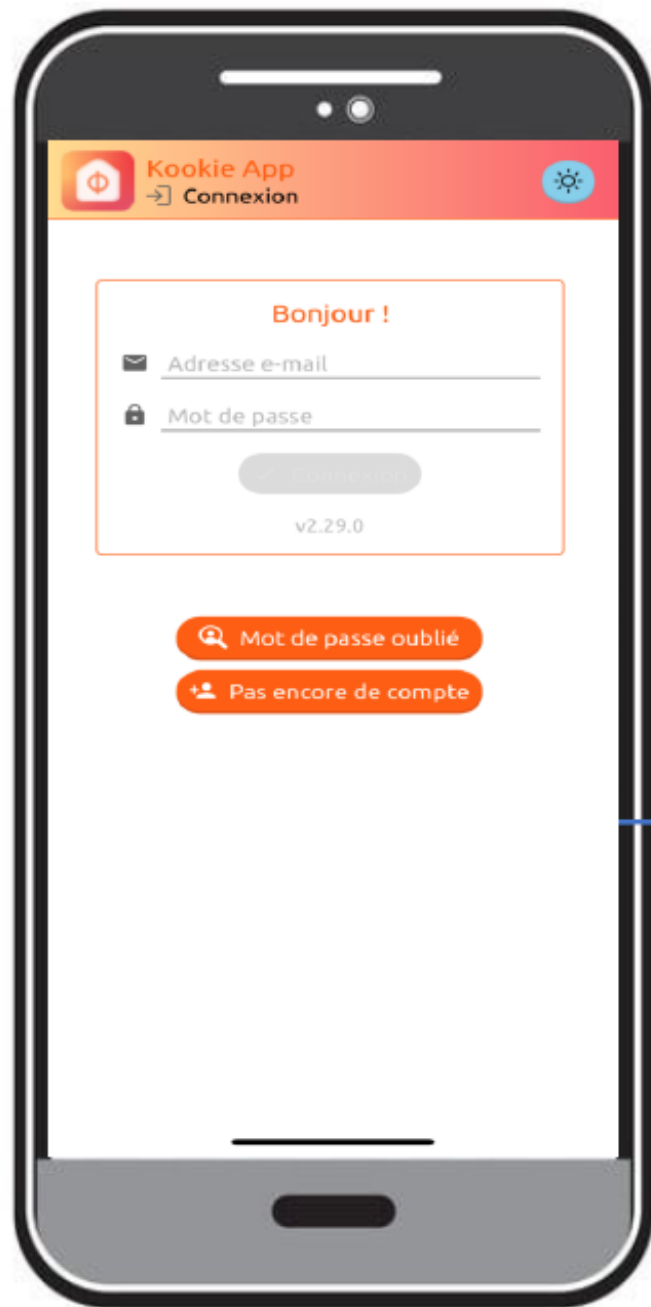 Kookie App
Connexion
Bonjour !
Adresse e-mail
Mot de passe
Connexion
v2.29.0
Mot de passe oublié
Pas encore de compte